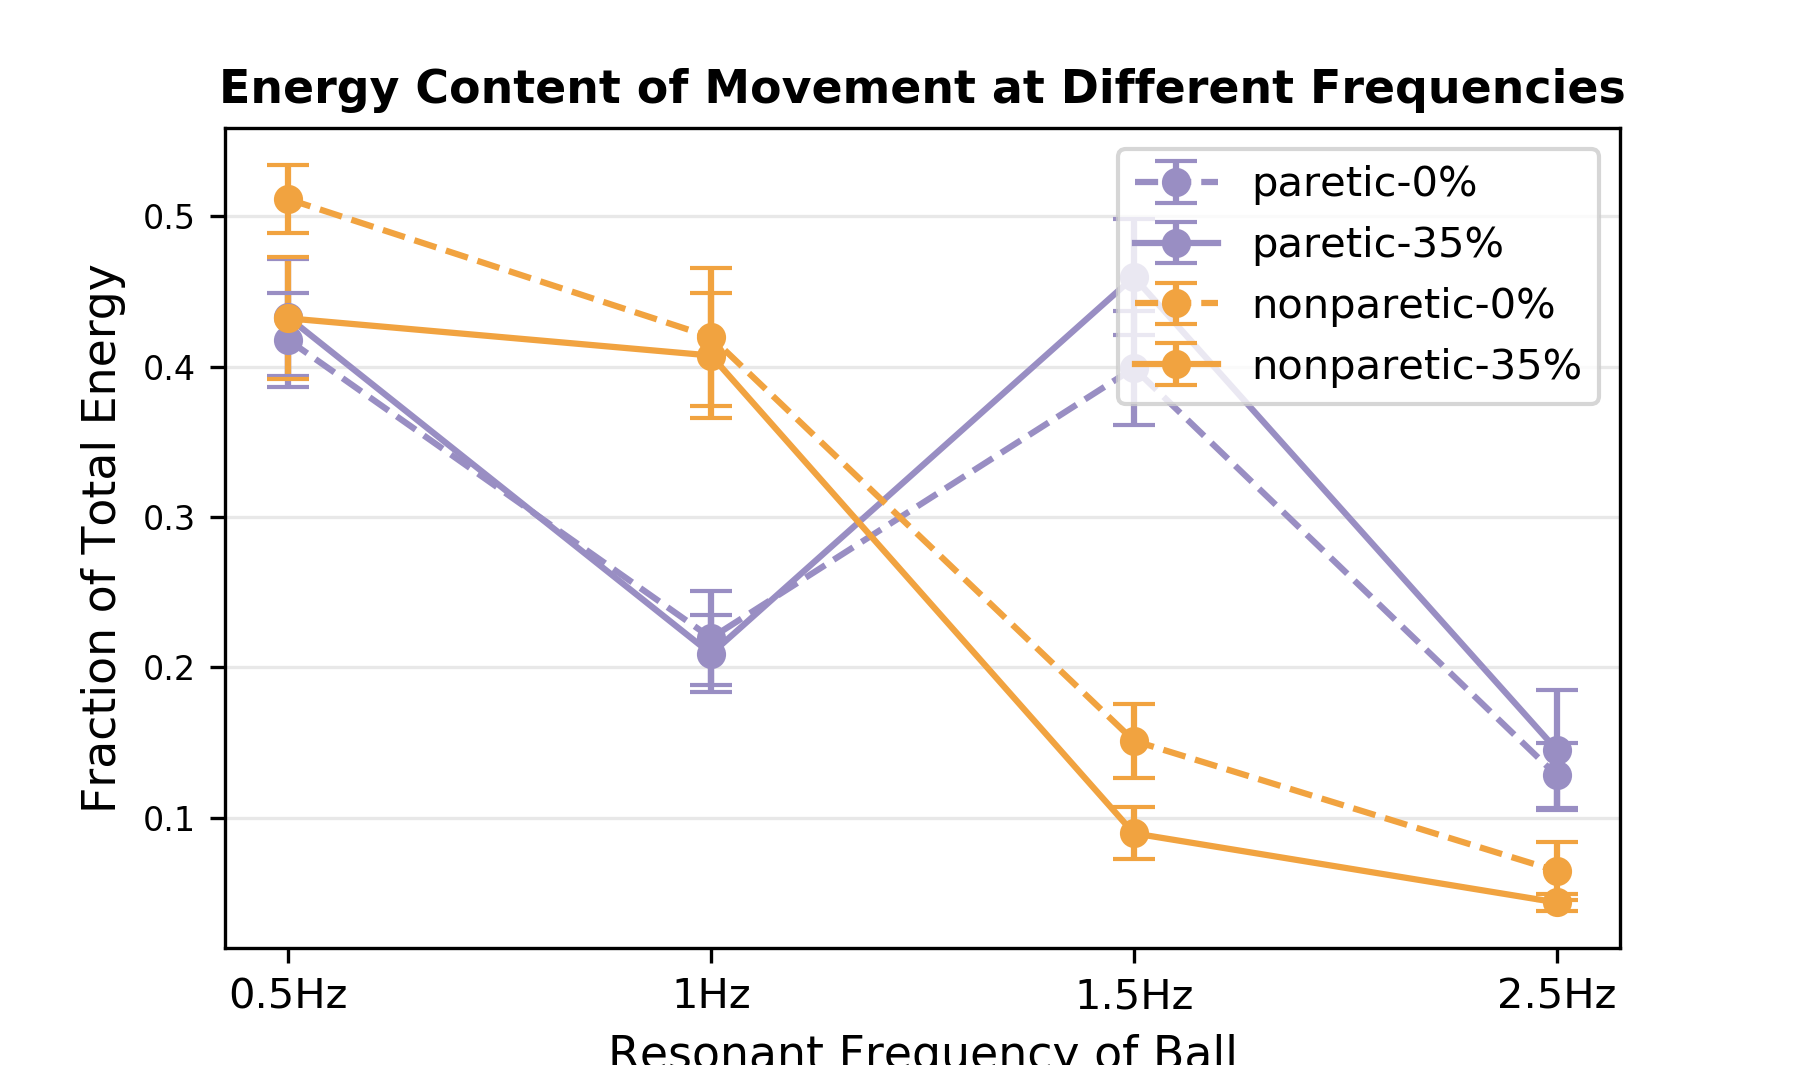 Energy Content of Movement at Different Frequencies
paretic-0%
paretic-35%
nonparetic-0%
nonparetic-35%
Fraction of Total Energy
0.5
0.4
0.3
0.2
0.1
0.5Hz 1Hz 1.5Hz 2.5Hz
Resonant Frequency of Ball